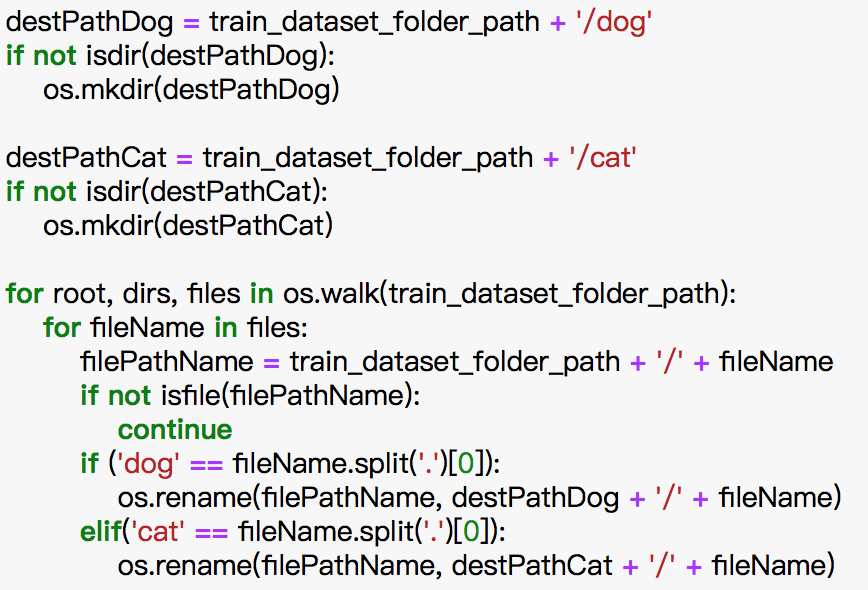 destPathDog = train_dataset_folder_path + '/dog'
if not isdir(destPathDog):
    os.mkdir(destPathDog)

destPathCat = train_dataset_folder_path + '/cat'
if not isdir(destPathCat):
    os.mkdir(destPathCat)

for root, dirs, files in os.walk(train_dataset_folder_path):
    for fileName in files:
        filePathName = train_dataset_folder_path + '/' + fileName
        if not isfile(filePathName):
            continue
        if ('dog' == fileName.split('.')[0]):
            os.rename(filePathName, destPathDog + '/' + fileName)
        elif('cat' == fileName.split('.')[0]):
            os.rename(filePathName, destPathCat + '/' + fileName)